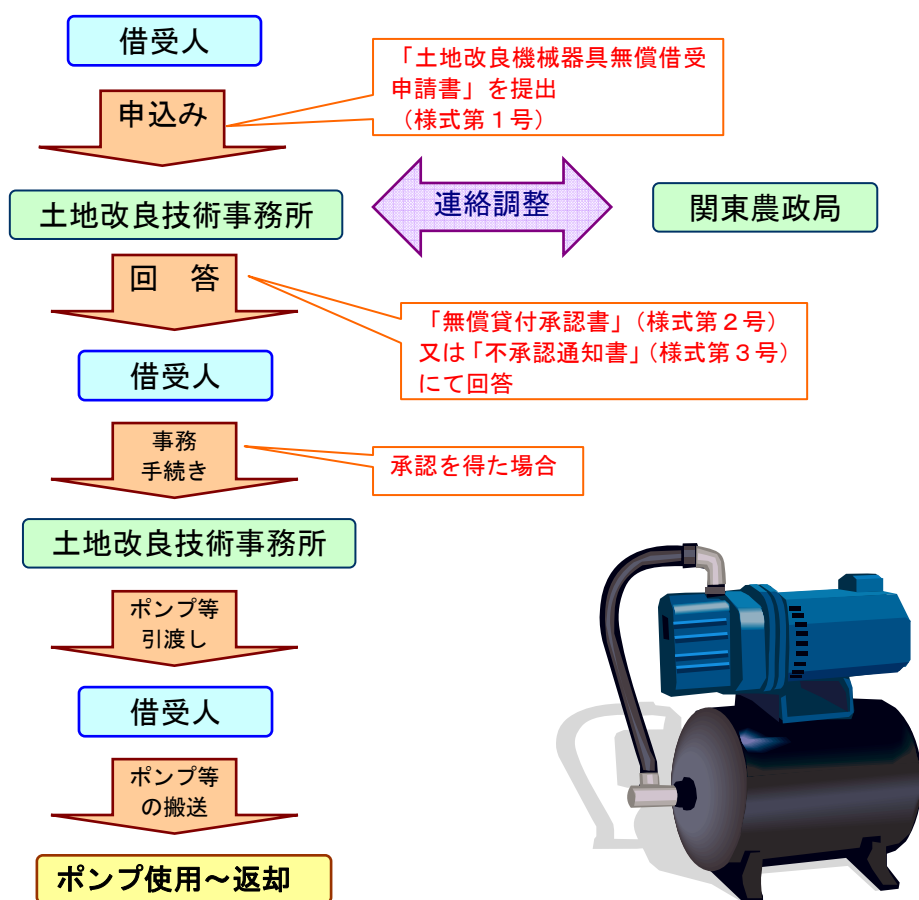 借受人
「土地改良機械器具無償借受
申請書」を提出
(様式第1号)
申込み
土地改良技術事務所
連絡調整
関東農政局
回 答
「無償貸付承認書」(様式第2号)
又は「不承認通知書」(様式第3号)
にて回答
借受人
事務
手続き
承認を得た場合
土地改良技術事務所
ポンプ等
引渡し
借受人
ポンプ等
の搬送
ポンプ使用~返却